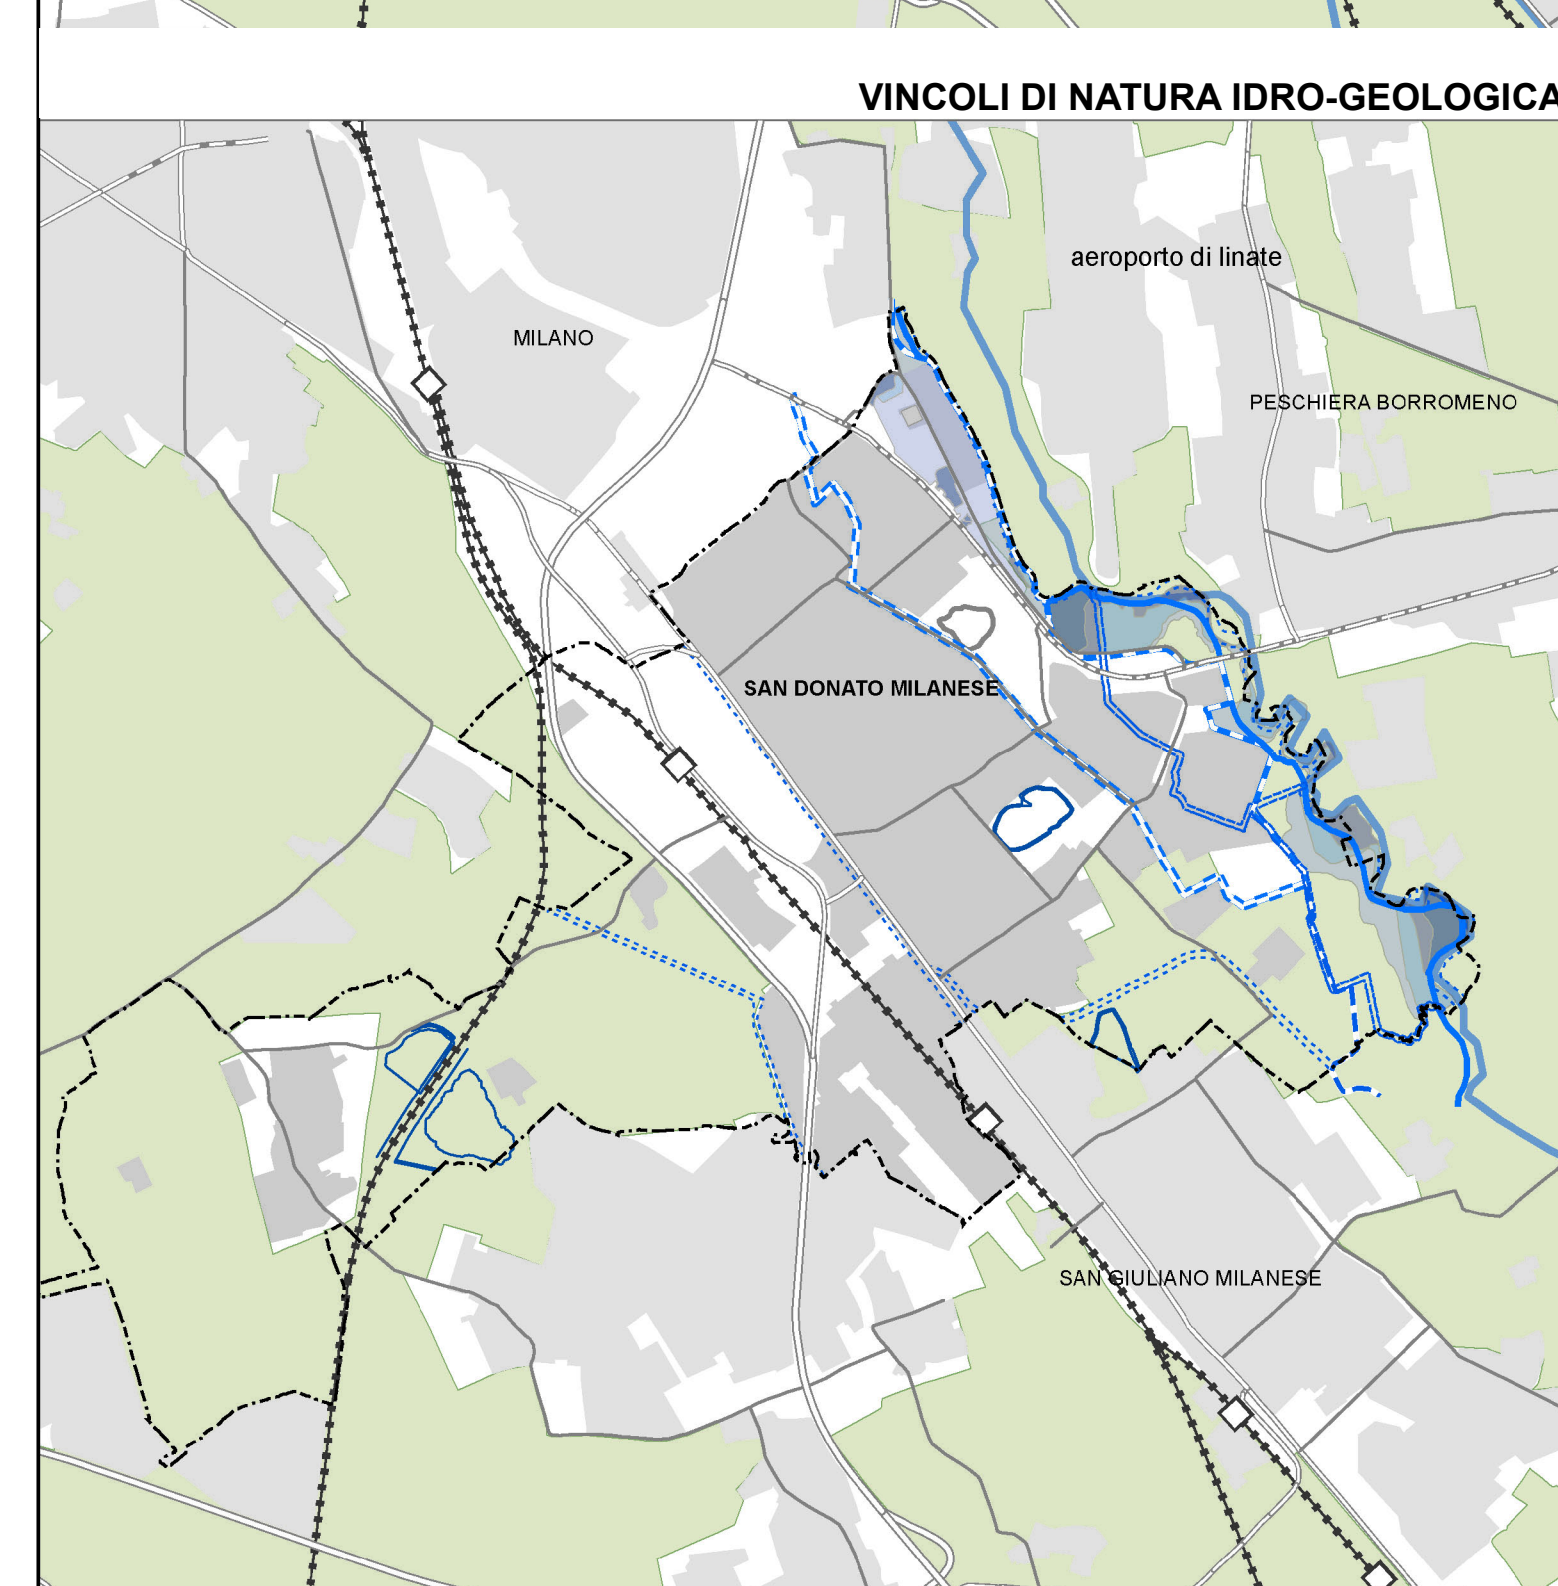 VINCOLI DI NATURA IDRO-GEOLOGICA
aeroporto di linate
MILANO
PESCHIERA BORROMENO
SAN DONATO MILANESE
SAN GIULIANO MILANESE